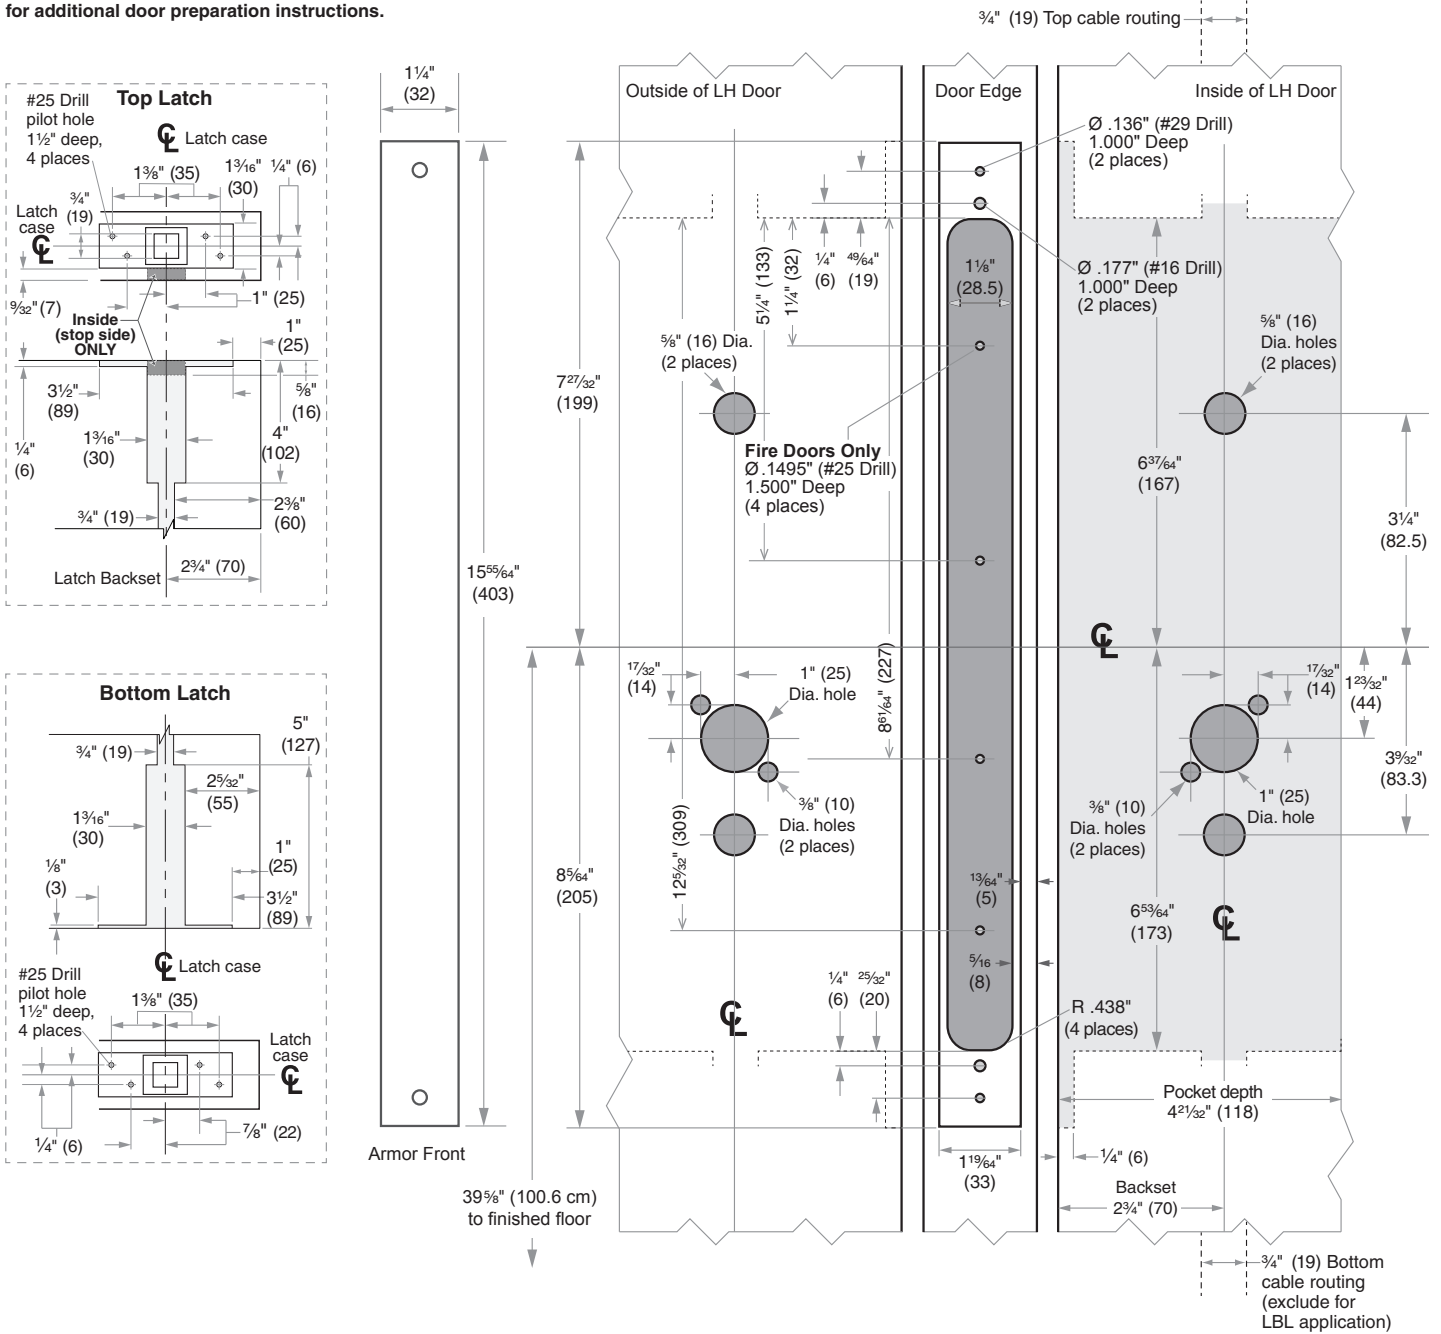 for additional door preparation instructions.
¾" (19) Top cable routing
Top Latch
#25 Drill
pilot hole
1½" deep,
4 places
CL Latch case
1⅜" (35)
1³⁄₁₆"
(30)
¼" (6)
¾"
(19)
Latch
case
CL
⁹⁄₃₂" (7)
1" (25)
Inside
(stop side)
ONLY
1"
(25)
3½"
(89)
⅝"
(16)
¼"
(6)
1³⁄₁₆"
(30)
4"
(102)
¾" (19)
2⅜"
(60)
Latch Backset
2¾" (70)
Bottom Latch
¾" (19)
5"
(127)
2⁵⁄₃₂"
(55)
1³⁄₁₆"
(30)
⅛"
(3)
1"
(25)
3½"
(89)
CL Latch case
#25 Drill
pilot hole
1½" deep,
4 places
1⅜" (35)
Latch
case
CL
¼" (6)
⅞" (22)
1¼"
(32)
15⁵⁵⁄₆₄"
(403)
Armor Front
39⅝" (100.6 cm)
to finished floor
Outside of LH Door
7²⁷⁄₃₂"
(199)
8⁵⁄₆₄"
(205)
5¼" (133)
1¼" (32)
¼"
(6)
⁴⁹⁄₆₄"
(19)
⅝" (16) Dia.
(2 places)
Fire Doors Only
Ø .1495" (#25 Drill)
1.500" Deep
(4 places)
¹⁷⁄₃₂"
(14)
1" (25)
Dia. hole
8⁶¹⁄₆₄" (227)
⅜" (10)
Dia. holes
(2 places)
12⁵⁄₃₂" (309)
¼"
(6)
²⁵⁄₃₂"
(20)
CL
Door Edge
1⅛"
(28.5)
¹³⁄₆₄"
(5)
⁵⁄₁₆
(8)
1¹⁹⁄₆₄"
(33)
Inside of LH Door
Ø .136" (#29 Drill)
1.000" Deep
(2 places)
Ø .177" (#16 Drill)
1.000" Deep
(2 places)
⅝" (16)
Dia. holes
(2 places)
6³⁷⁄₆₄"
(167)
3¼"
(82.5)
CL
¹⁷⁄₃₂"
(14)
1²³⁄₃₂"
(44)
3⁹⁄₃₂"
(83.3)
⅜" (10)
Dia. holes
(2 places)
1" (25)
Dia. hole
6⁵³⁄₆₄"
(173)
CL
R .438"
(4 places)
Pocket depth
4²¹⁄₃₂" (118)
¼" (6)
Backset
2¾" (70)
¾" (19) Bottom
cable routing
(exclude for
LBL application)